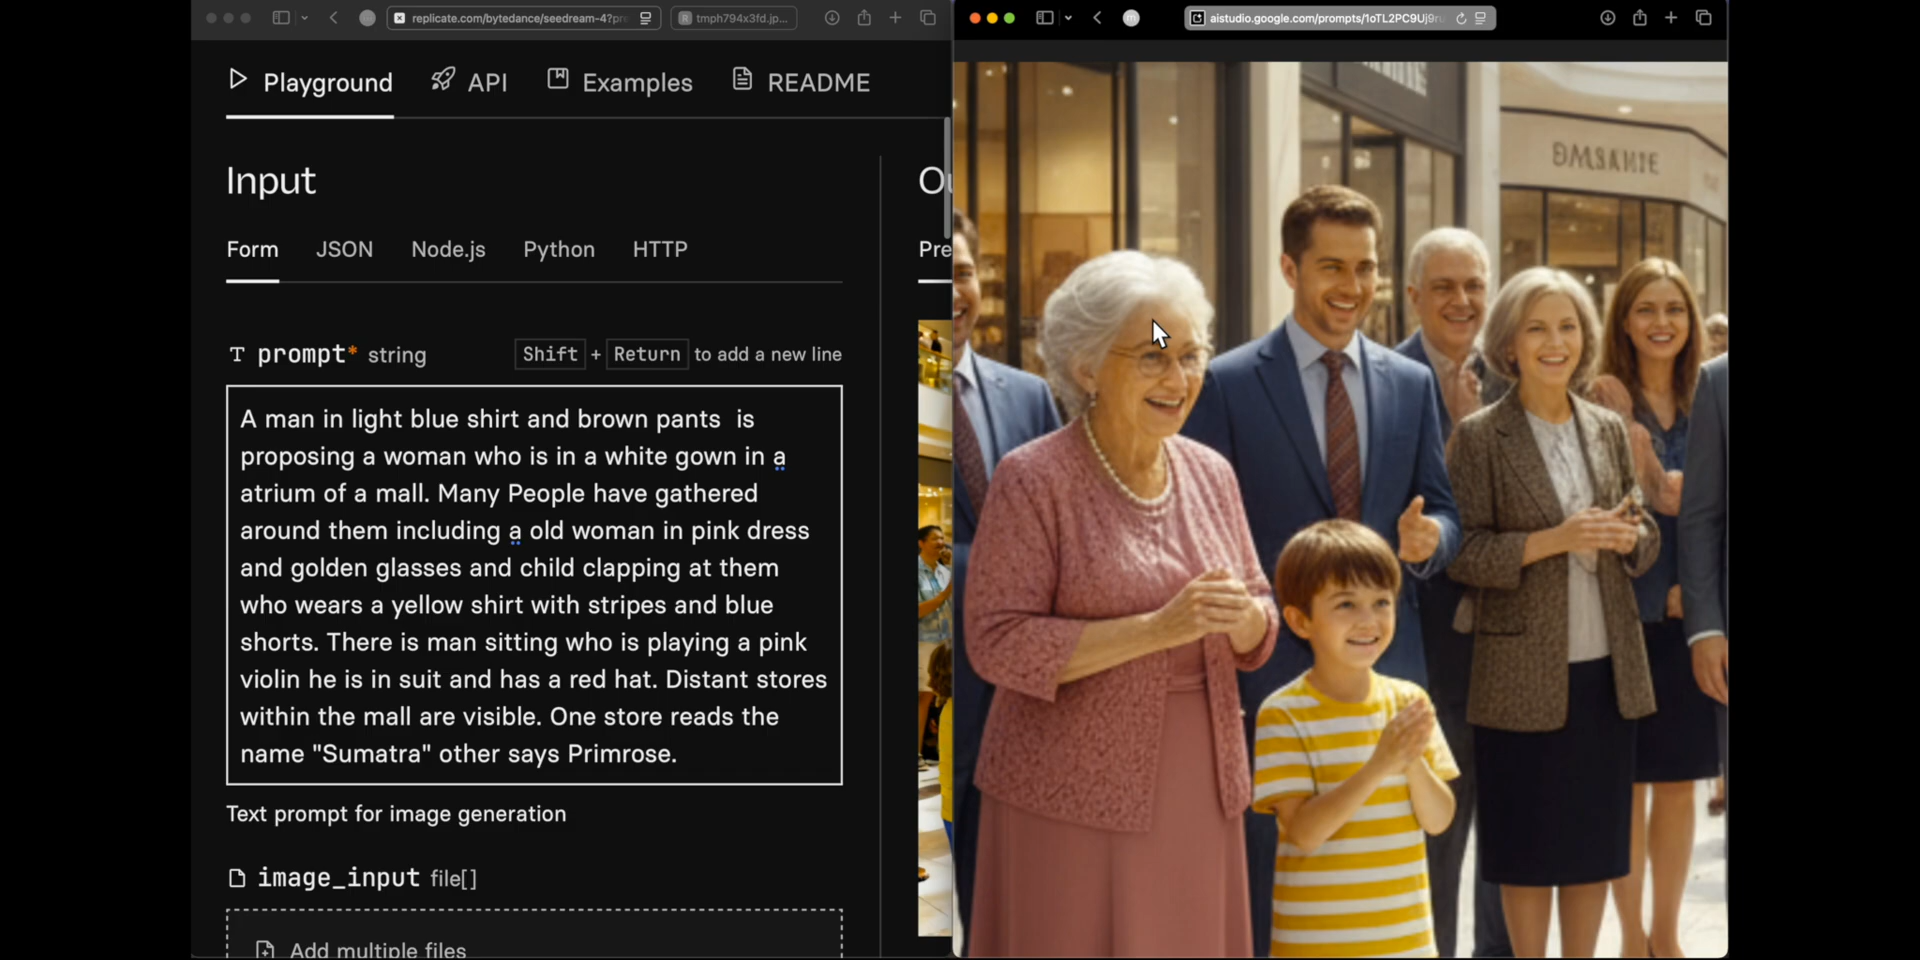 replicate.com/bytedance/seedream-4?pr
tmph794x3fd.jp...
aistudio.google.com/prompts/1oTL2PC9Uj9r
Playground
API
Examples
README
Input
Form
JSON
Node.js
Python
HTTP
Pre
prompt* string
Shift + Return to add a new line
A man in light blue shirt and brown pants is
proposing a woman who is in a white gown in a
atrium of a mall. Many People have gathered
around them including a old woman in pink dress
and golden glasses and child clapping at them
who wears a yellow shirt with stripes and blue
shorts. There is man sitting who is playing a pink
violin he is in suit and has a red hat. Distant stores
within the mall are visible. One store reads the
name "Sumatra" other says Primrose.
Text prompt for image generation
image_input file[]
Add multiple files